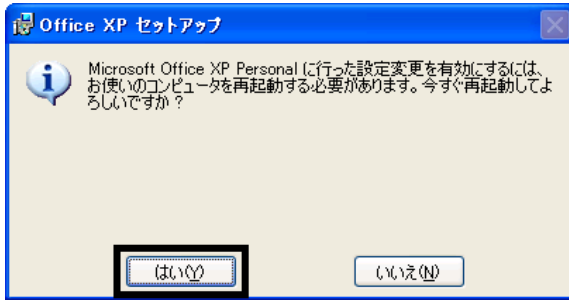 Office XP セットアップ
Microsoft Office XP Personal に行った設定変更を有効にするには、
お使いのコンピュータを再起動する必要があります。今すぐ再起動してよ
ろしいですか？
はい(Y)
いいえ(N)